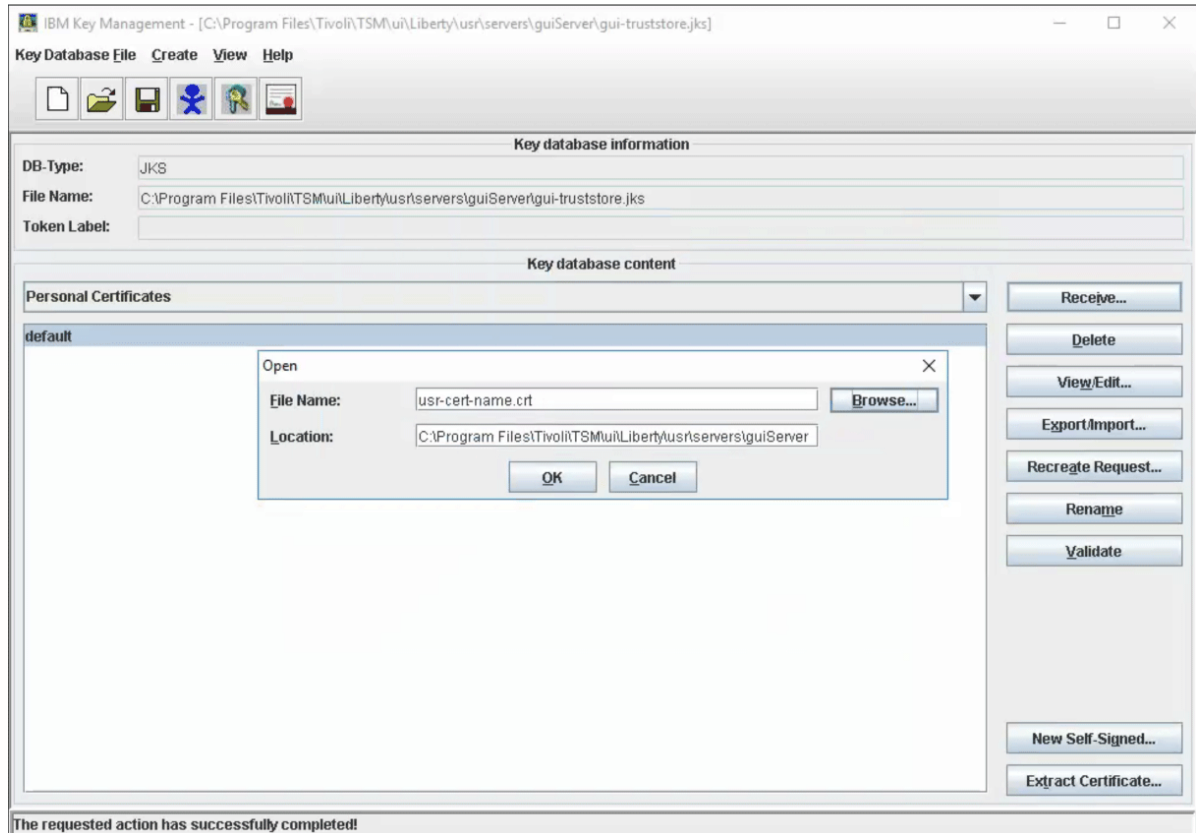 IBM Key Management - [C:\Program Files\Tivoli\TSM\ui\Liberty\usr\servers\guiServer\gui-truststore.jks]
Key Database File Create View Help
Key database information
DB-Type: JKS
File Name: C:\Program Files\Tivoli\TSM\ui\Liberty\usr\servers\guiServer\gui-truststore.jks
Token Label:
Key database content
Personal Certificates
Receive...
default
Delete
Open
View/Edit...
File Name: usr-cert-name.crt Browse...
Export/Import...
Location: C:\Program Files\Tivoli\TSM\ui\Liberty\usr\servers\guiServer
Recreate Request...
OK Cancel
Rename
Validate
New Self-Signed...
Extract Certificate...
The requested action has successfully completed!